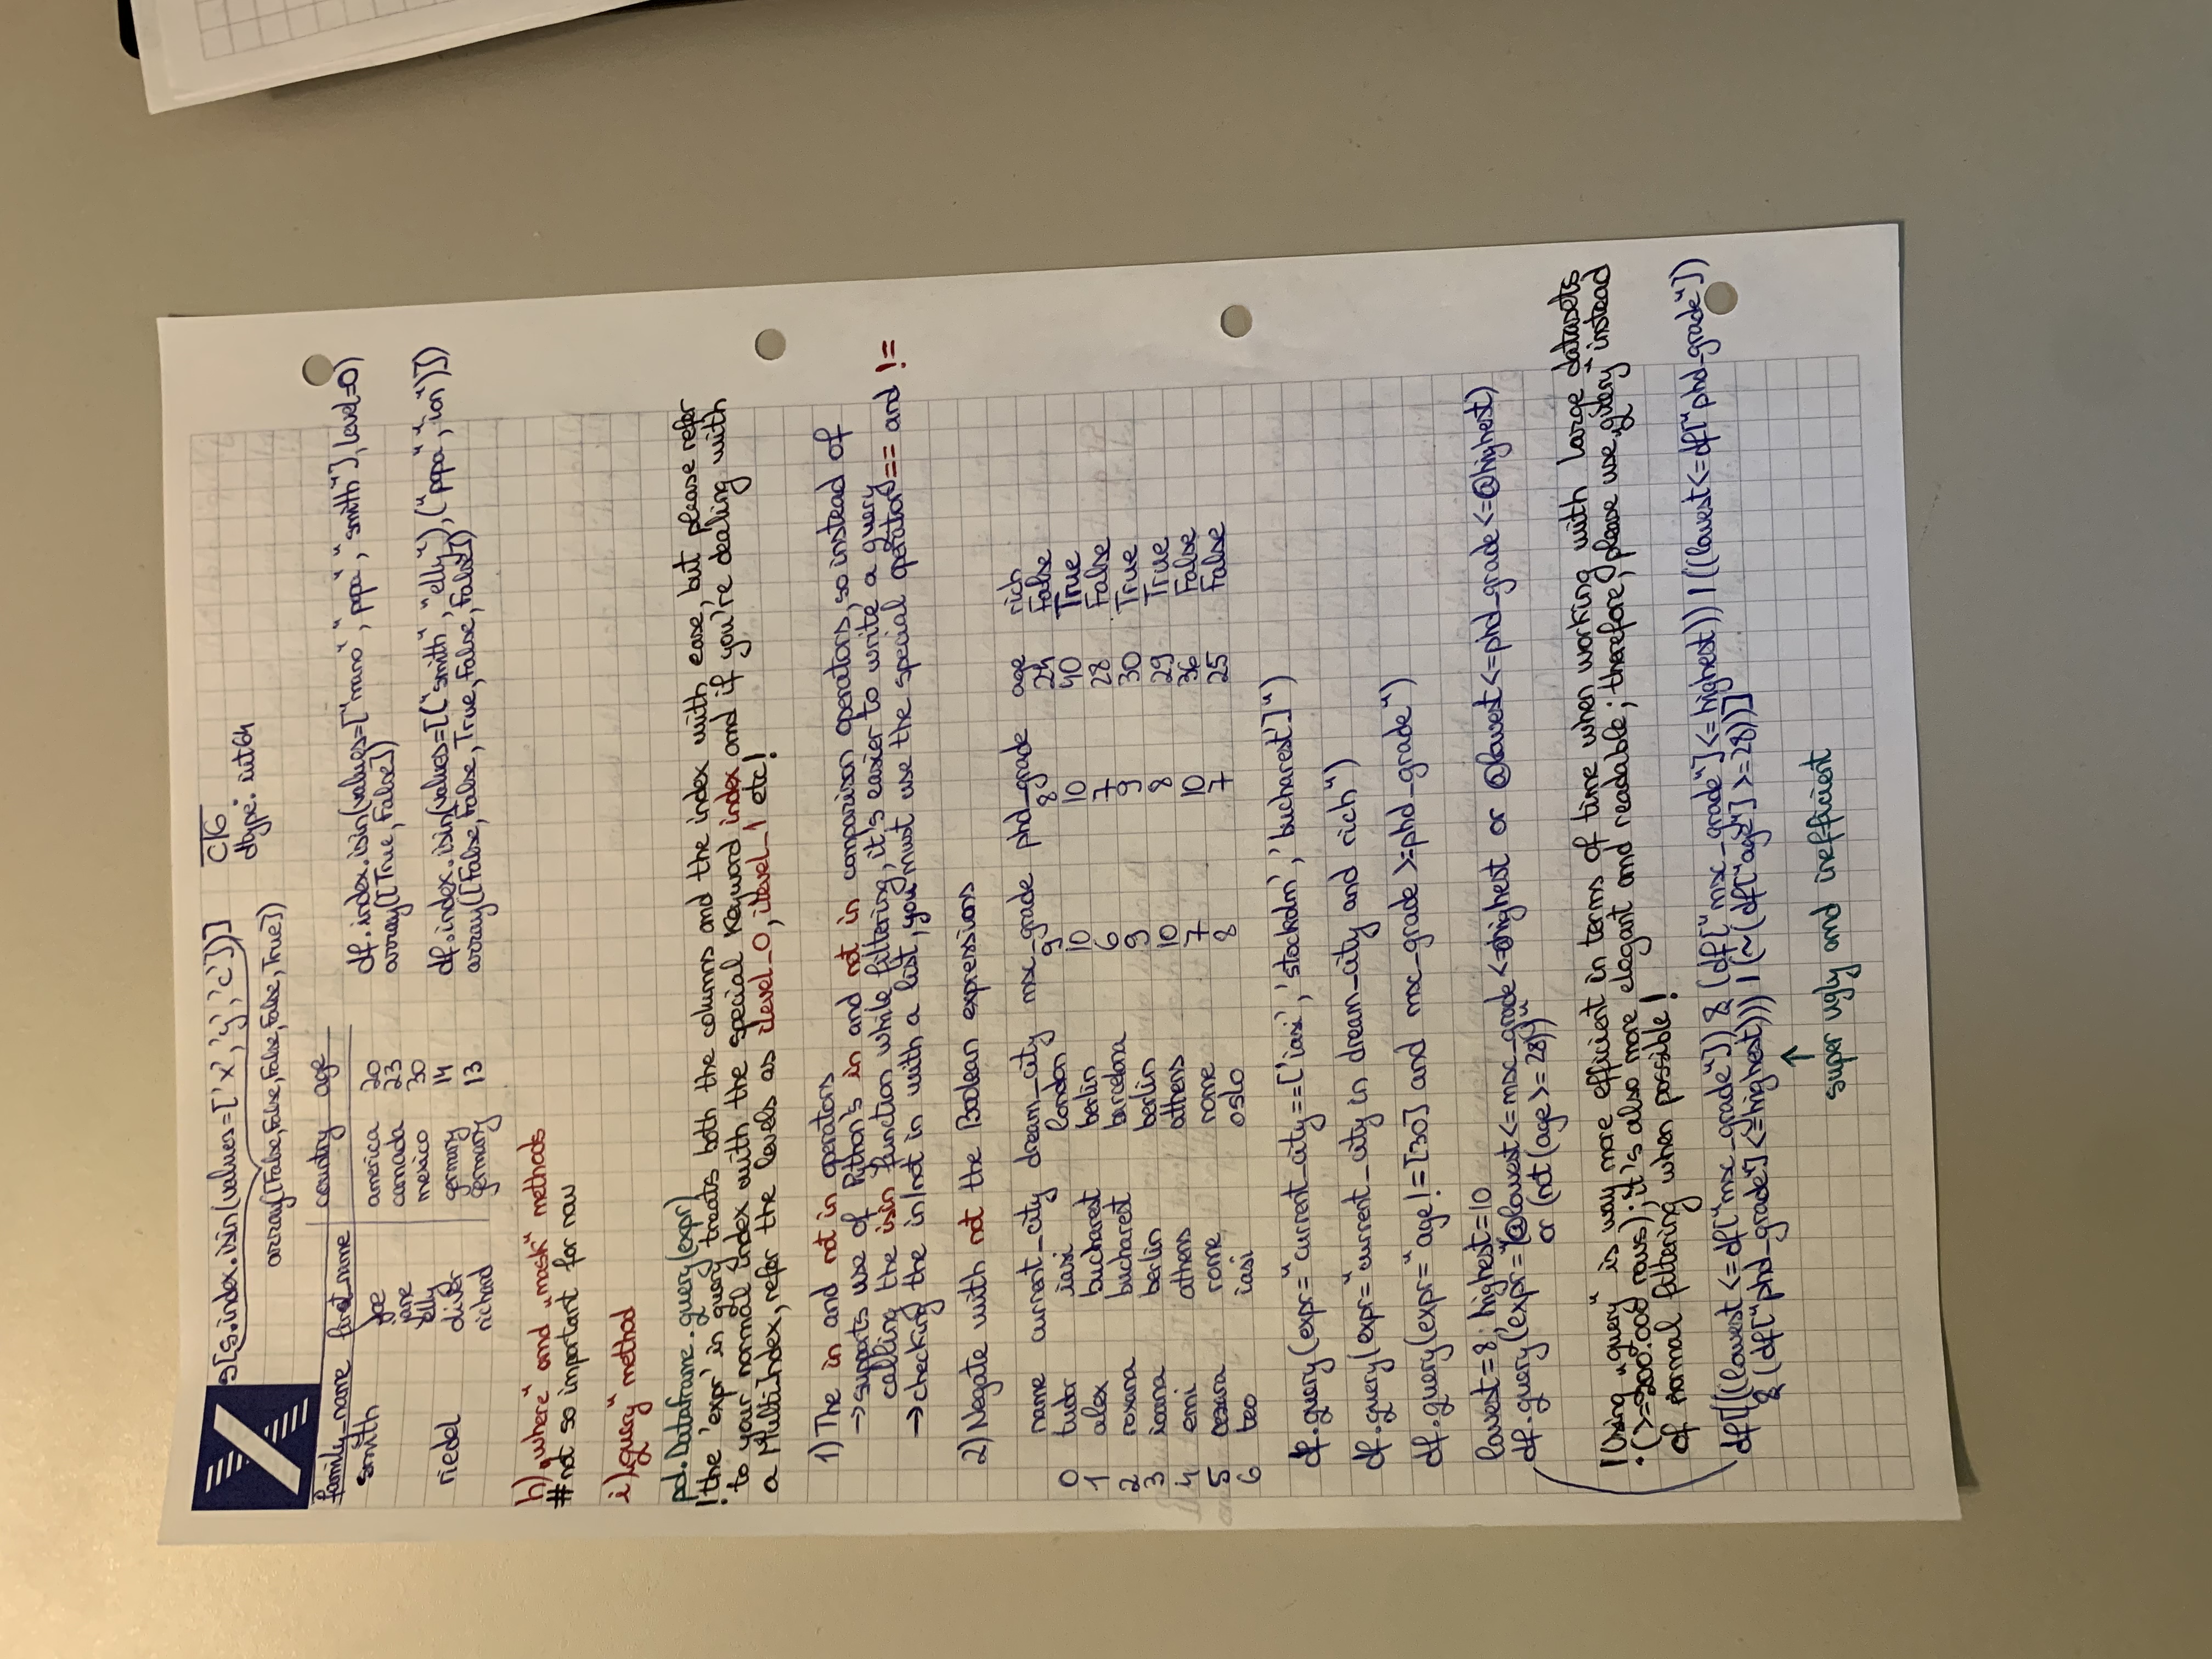 s[s.index.isin(values=['x','y','c'])] C|6
array([False,False,False,False,True]) dtype: int64
family_name first_name country age
smith joe america 20 df.index.isin(values=["nano","popa","smith"],level=0)
jane canada 23 array([True,False])
elly mexico 30
riedel oliver germany 14 df.index.isin(values=[("smith","elly"),("popa","ion")])
richard germany 13 array([False,False,True,False,False])
h) "where" and "mask" methods
# not so important for now
i) "query" method
pd.Dataframe.query(expr)
! the 'expr' in query treats both the columns and the index with ease, but please refer
to your normal index with the special keyword index and if you're dealing with
a MultiIndex, refer the levels as ilevel_0, ilevel_1 etc!
1) The in and not in operators
→ supports use of Python's in and not in comparison operators, so instead of
calling the isin function while filtering, it's easier to write a query
→ checking the in/not in with a list, you must use the special operators == and !=
2) Negate with not the Boolean expressions
name current_city dream_city msc_grade phd_grade age rich
0 tudor iasi london 9 8 24 False
1 alex bucharest berlin 10 10 40 True
2 roxana bucharest barcelona 6 7 28 False
3 ioana berlin berlin 9 9 30 True
4 emi athens athens 10 8 29 True
5 rome rome 7 10 36 False
6 teo iasi oslo 8 7 25 False
df.query(expr="current_city==['iasi','stockolm','bucharest']")
df.query(expr="current_city in dream_city and rich")
df.query(expr="age!=[30] and msc_grade>=phd_grade")
lowest=8; highest=10
df.query(expr="(@lowest<=msc_grade<=@highest or @lowest<=phd_grade<=@highest)
or (not(age>=28))"
! Using "query" is way more efficient in terms of time when working with large datasets
(>=200.000 rows); it's also more elegant and readable; therefore, please use "query" instead
of normal filtering when possible!
df[(((lowest<=df["msc_grade"]) & (df["msc_grade"]<=highest)) | ((lowest<=df["phd_grade"])
& (df["phd_grade"]<=highest))) | (~(df["age"]>=28))]
↑
super ugly and inefficient